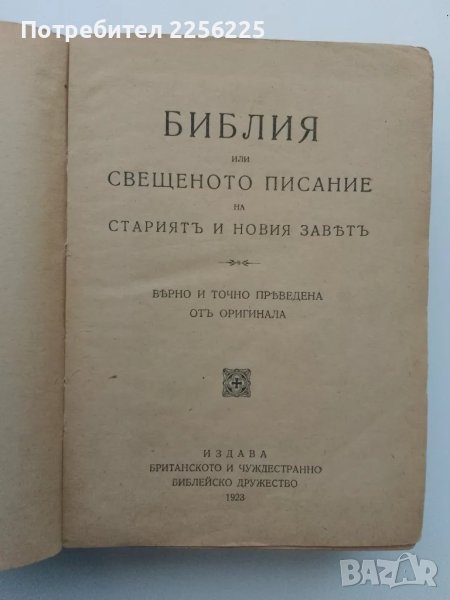 Потребител 2256225
БИБЛИЯ
ИЛИ
СВЕЩЕНОТО ПИСАНИЕ
НА
СТАРИЯТЪ И НОВИЯ ЗАВѢТЪ
ВѢРНО И ТОЧНО ПРѢВЕДЕНА
ОТЪ ОРИГИНАЛА
ИЗДАВА
БРИТАНСКОТО И ЧУЖДЕСТРАННО
БИБЛЕЙСКО ДРУЖЕСТВО
1923
BAZAR